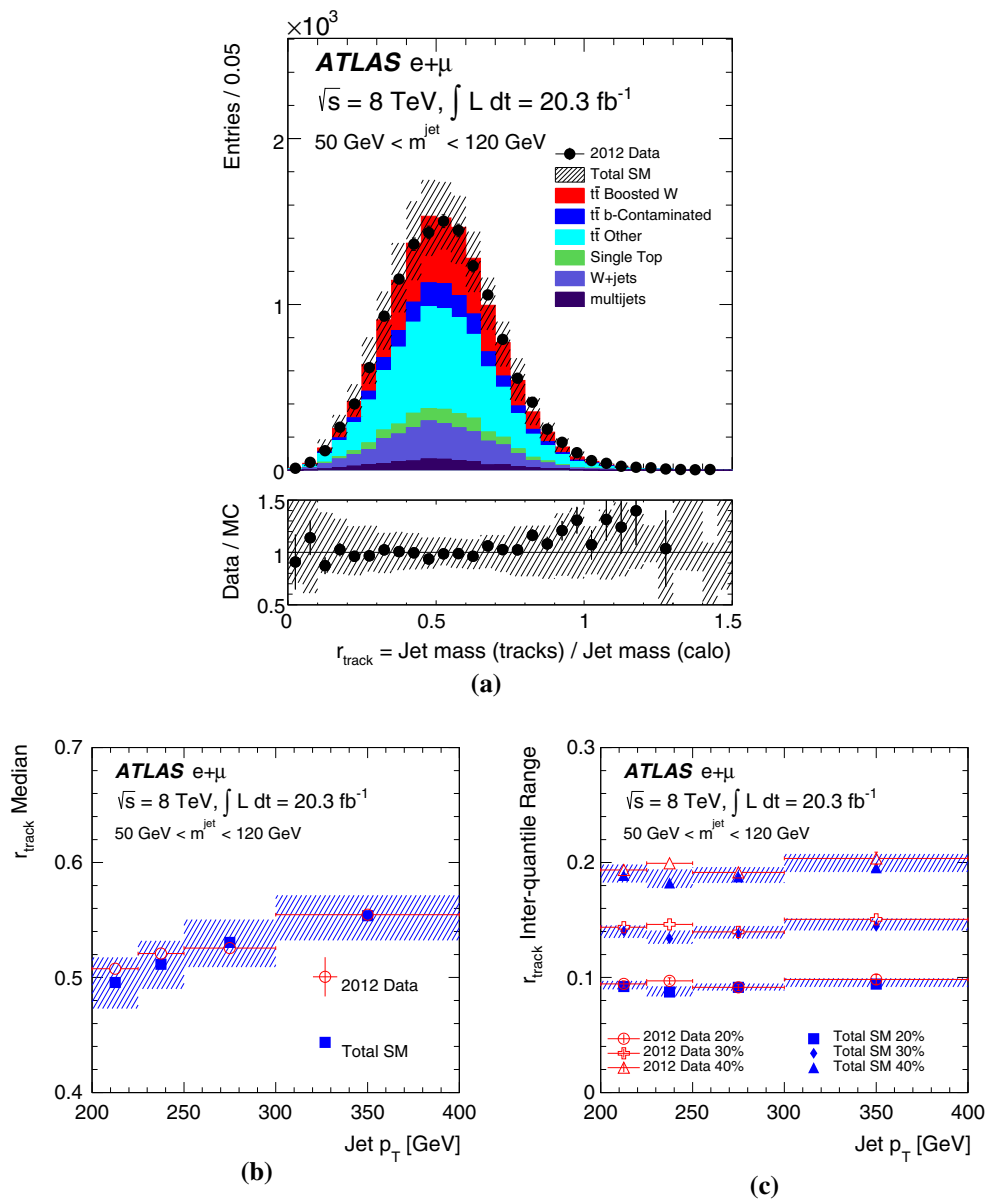 ×10³
Entries / 0.05
ATLAS e+μ
√s = 8 TeV, ∫ L dt = 20.3 fb⁻¹
50 GeV < m^jet < 120 GeV
2012 Data
Total SM
tt̄ Boosted W
tt̄ b-Contaminated
tt̄ Other
Single Top
W+jets
multijets
2
1
0
Data / MC
1.5
1
0.5
0 0.5 1 1.5
r_track = Jet mass (tracks) / Jet mass (calo)
(a)
r_track Median
0.7
0.6
0.5
0.4
ATLAS e+μ
√s = 8 TeV, ∫ L dt = 20.3 fb⁻¹
50 GeV < m^jet < 120 GeV
2012 Data
Total SM
200 250 300 350 400
Jet p_T [GeV]
(b)
r_track Inter-quantile Range
0.3
0.2
0.1
0
ATLAS e+μ
√s = 8 TeV, ∫ L dt = 20.3 fb⁻¹
50 GeV < m^jet < 120 GeV
2012 Data 20% Total SM 20%
2012 Data 30% Total SM 30%
2012 Data 40% Total SM 40%
200 250 300 350 400
Jet p_T [GeV]
(c)